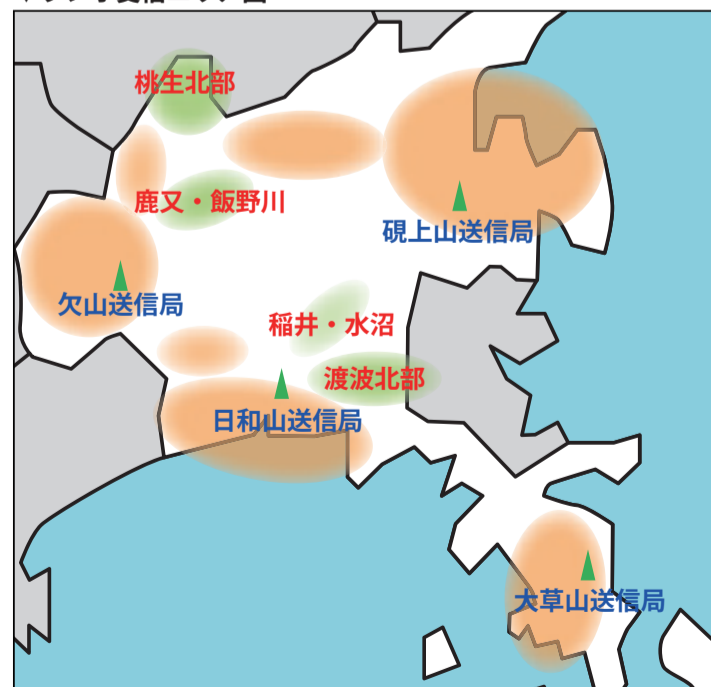 桃生北部
鹿又・飯野川
硯上山送信局
欠山送信局
稲井・水沼
渡波北部
日和山送信局
大草山送信局